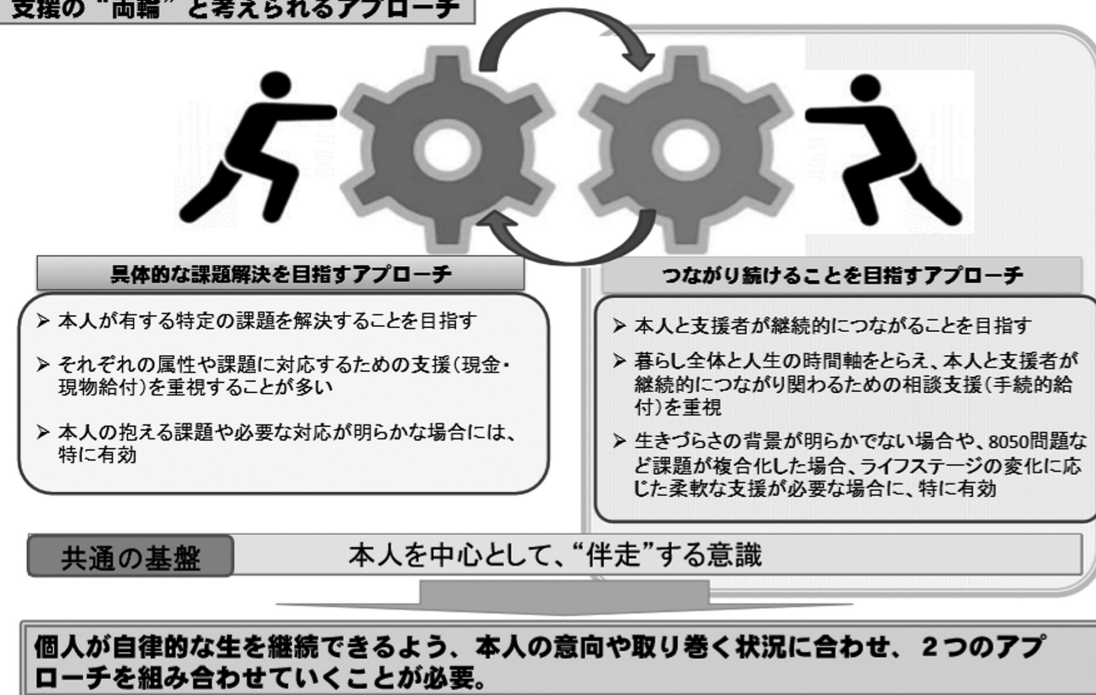 支援の“両輪”と考えられるアプローチ
具体的な課題解決を目指すアプローチ
➢ 本人が有する特定の課題を解決することを目指す
➢ それぞれの属性や課題に対応するための支援(現金・
現物給付)を重視することが多い
➢ 本人の抱える課題や必要な対応が明らかな場合には、
特に有効
つながり続けることを目指すアプローチ
➢ 本人と支援者が継続的につながることを目指す
➢ 暮らし全体と人生の時間軸をとらえ、本人と支援者が
継続的につながり関わるための相談支援(手続的給
付)を重視
➢ 生きづらさの背景が明らかでない場合や、8050問題な
ど課題が複合化した場合、ライフステージの変化に応
じた柔軟な支援が必要な場合に、特に有効
共通の基盤
本人を中心として、“伴走”する意識
個人が自律的な生を継続できるよう、本人の意向や取り巻く状況に合わせ、２つのアプ
ローチを組み合わせていくことが必要。